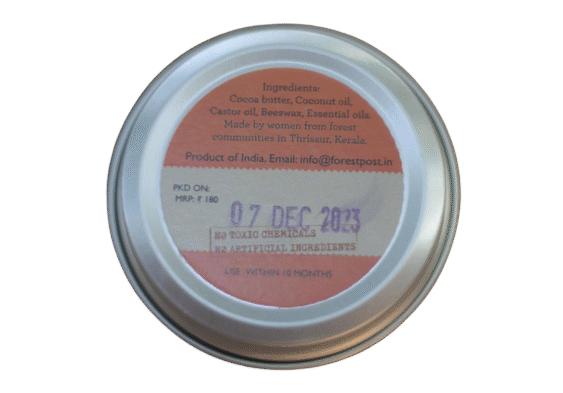 Ingredients:
Cocoa butter, Coconut oil,
Castor oil, Beeswax, Essential oils.
Made by women from forest
communities in Thrissur, Kerala.
Product of India. Email: info@forestpost.in
PKD ON:
MRP: ₹ 180
07 DEC 2023
NO TOXIC CHEMICALS
NO ARTIFICIAL INGREDIENTS
USE WITHIN 10 MONTHS